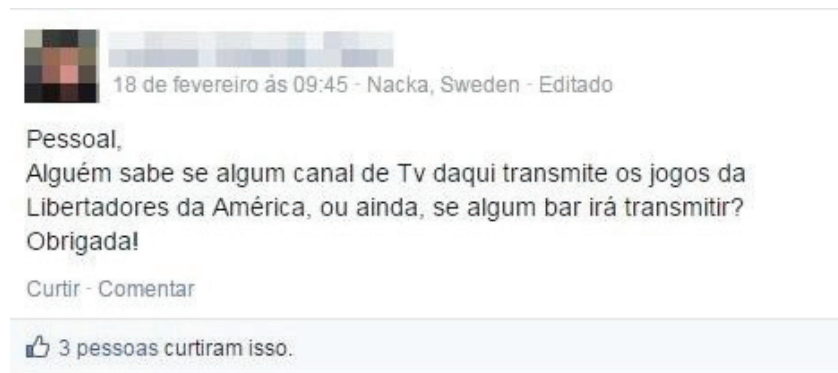 18 de fevereiro ás 09:45 - Nacka, Sweden - Editado
Pessoal,
Alguém sabe se algum canal de Tv daqui transmite os jogos da
Libertadores da América, ou ainda, se algum bar irá transmitir?
Obrigada!
Curtir - Comentar
3 pessoas curtiram isso.